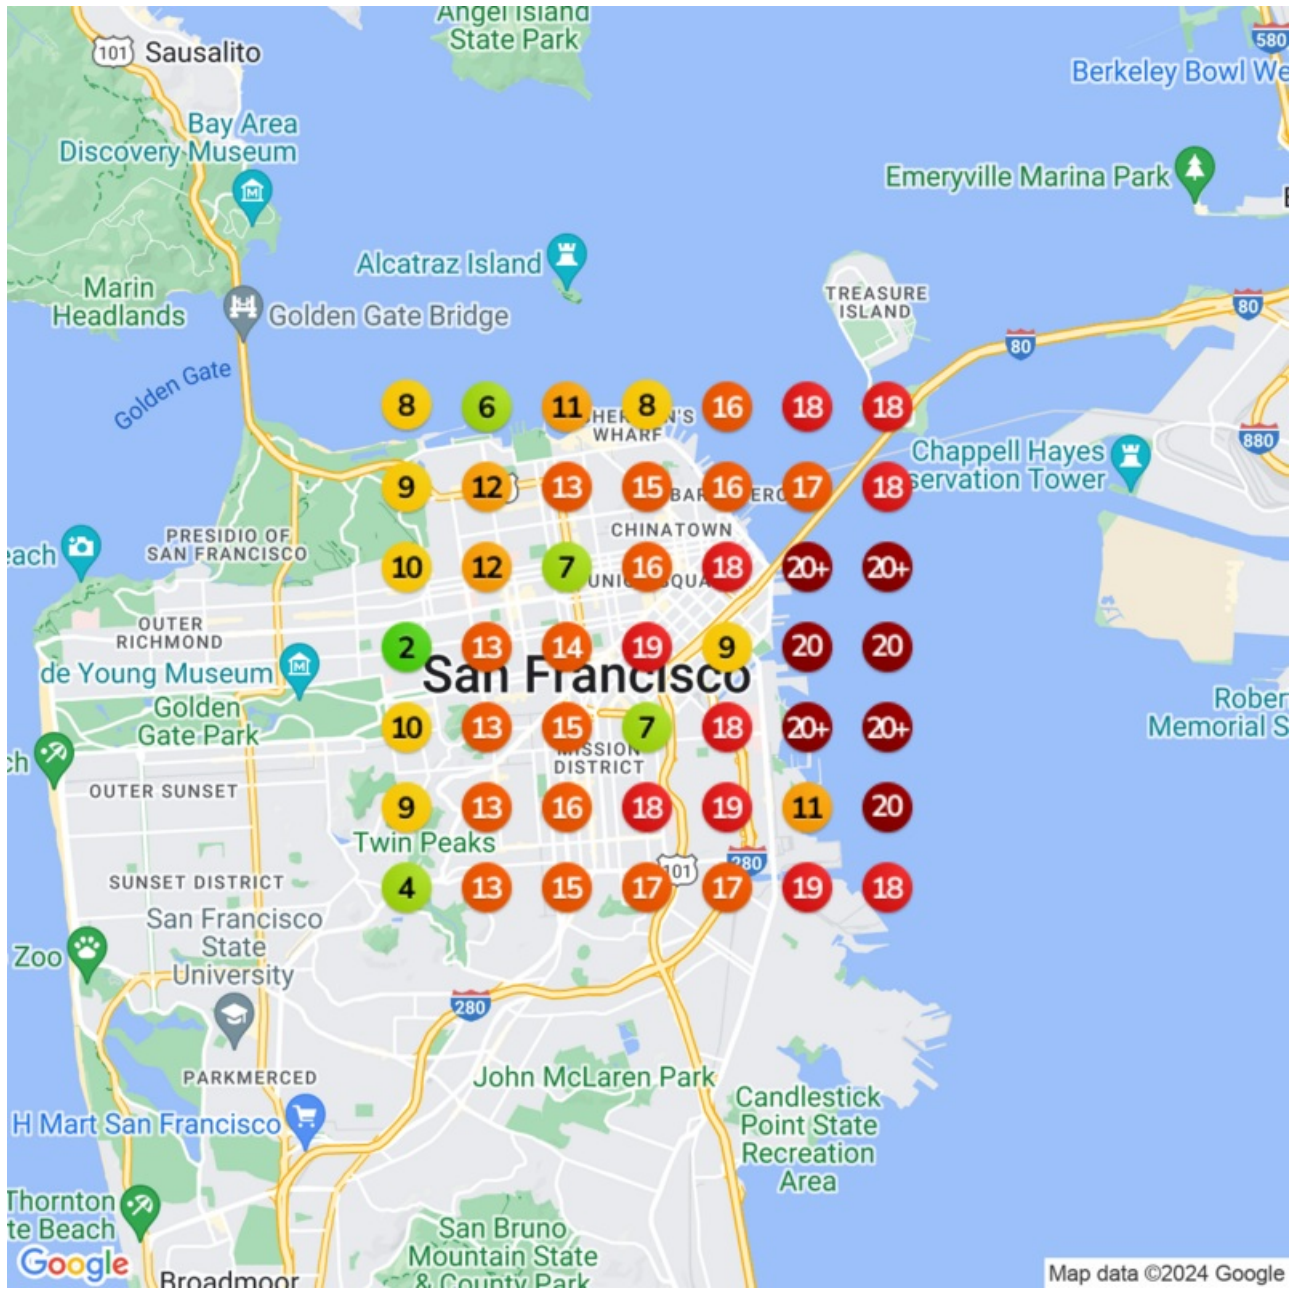 Angel Island
State Park
101
Sausalito
580
Berkeley Bowl We
Bay Area
Discovery Museum
Emeryville Marina Park
Alcatraz Island
Marin
Headlands
Golden Gate Bridge
TREASURE
ISLAND
80
80
Golden Gate
8 6 11 8 16 18 18
WHARF
880
Chappell Hayes
servation Tower
9 12 13 15 16 17 18
CHINATOWN
PRESIDIO OF
SAN FRANCISCO
each
10 12 7 16 18 20+ 20+
OUTER
RICHMOND
2 13 14 19 9 20 20
San Francisco
de Young Museum
Golden
Gate Park
Rober
Memorial S
10 13 15 7 18 20+ 20+
MISSION
DISTRICT
ch
OUTER SUNSET
9 13 16 18 19 11 20
Twin Peaks
101
280
4 13 15 17 17 19 18
SUNSET DISTRICT
San Francisco
State
University
Zoo
280
PARKMERCED
John McLaren Park
Candlestick
Point State
Recreation
Area
H Mart San Francisco
Thornton
te Beach
San Bruno
Mountain State
& County Park
Google
Broadmoor
Map data ©2024 Google